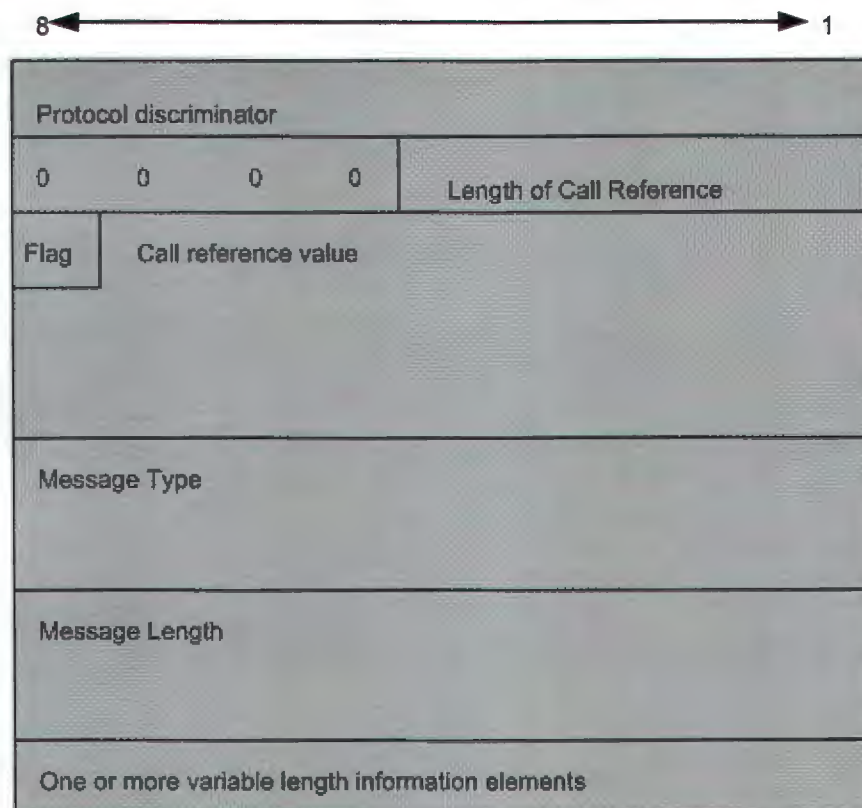 8 1
Protocol discriminator
0 0 0 0 Length of Call Reference
Flag Call reference value
Message Type
Message Length
One or more variable length information elements